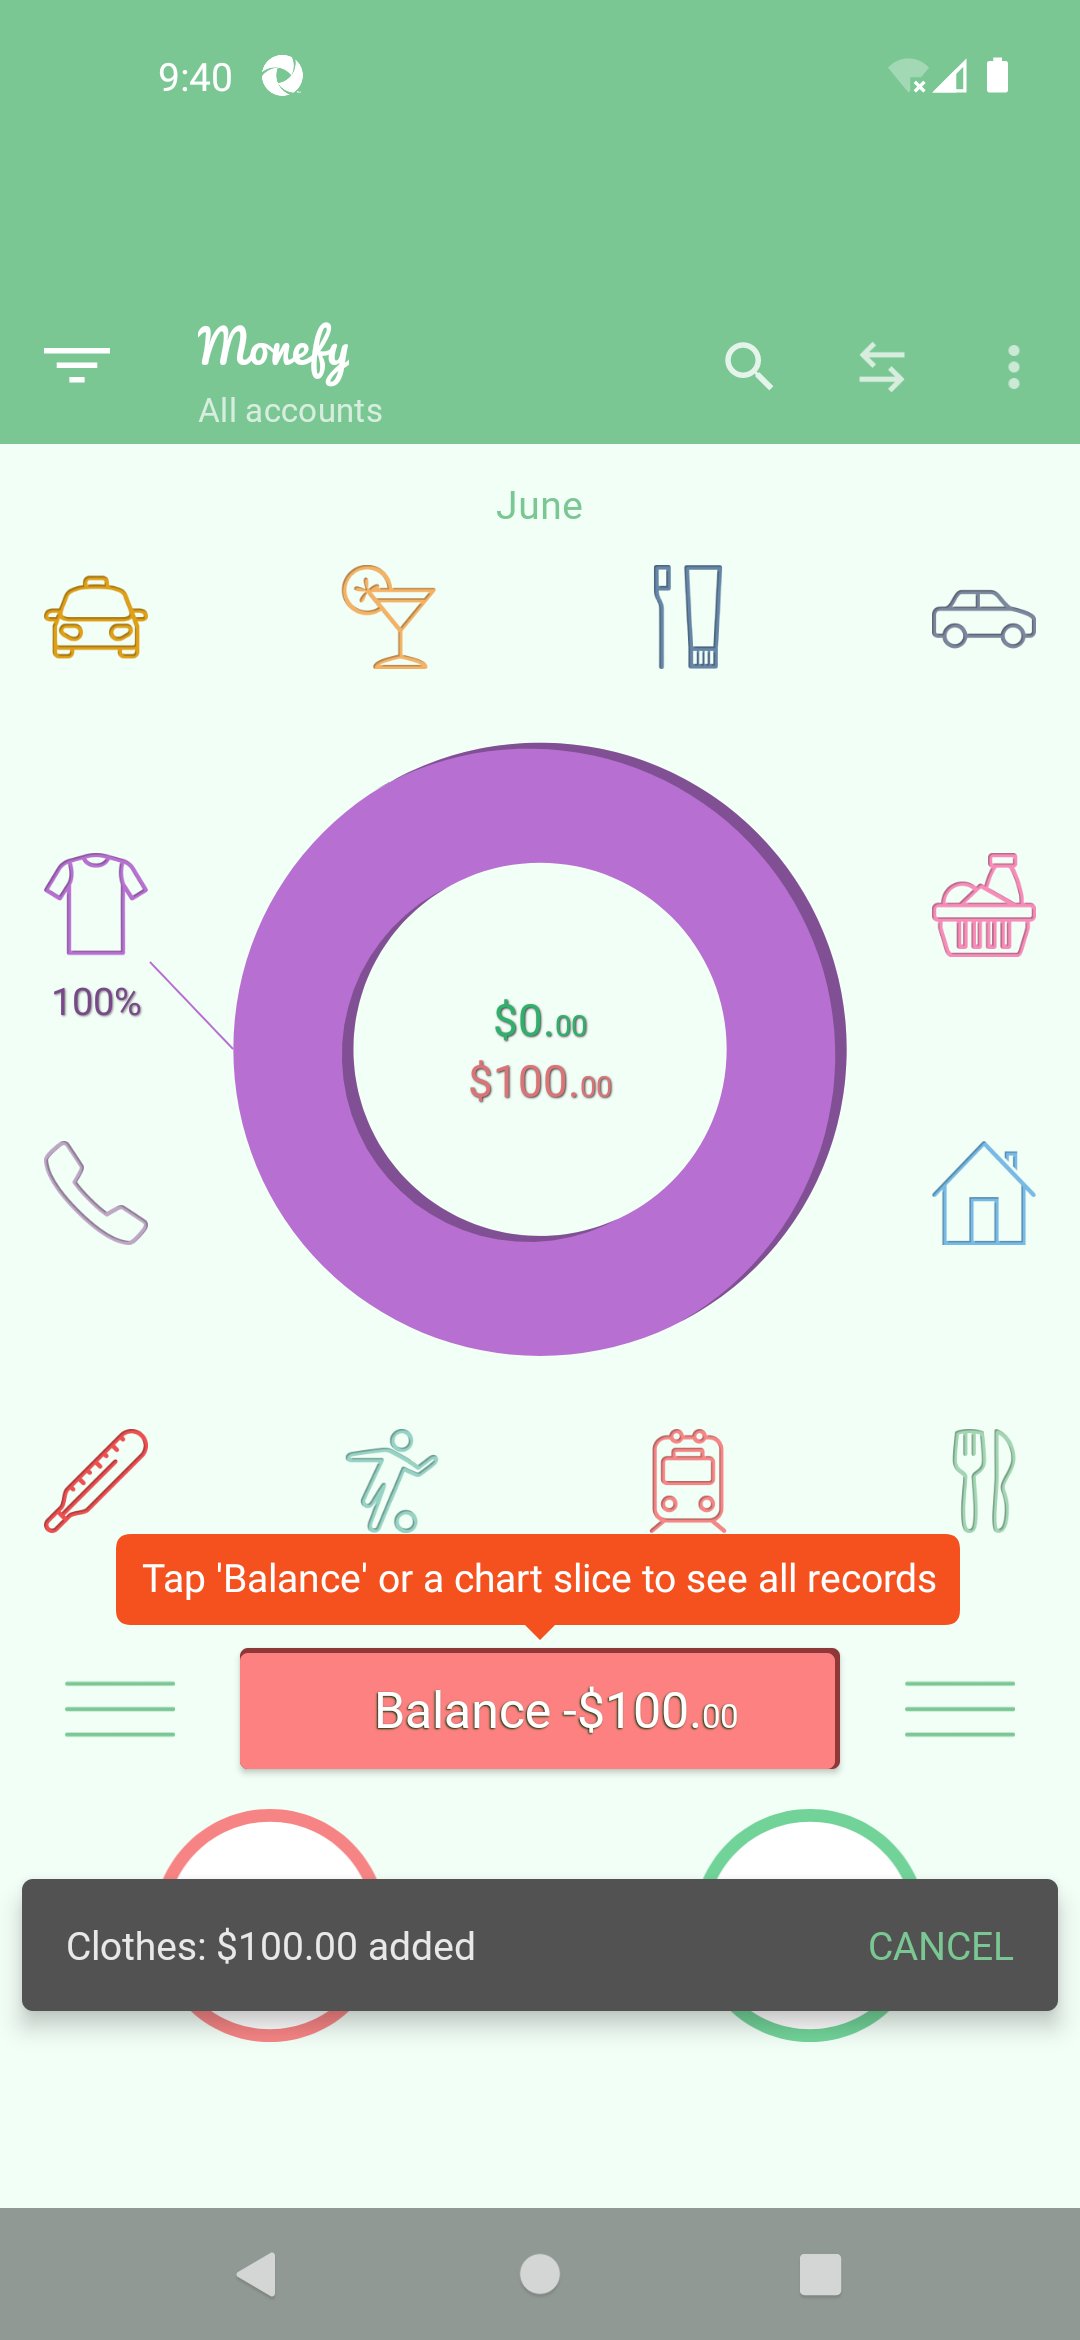 9:40
Monefy
All accounts
June
100%
$0.00
$100.00
Tap 'Balance' or a chart slice to see all records
Balance -$100.00
Clothes: $100.00 added
CANCEL